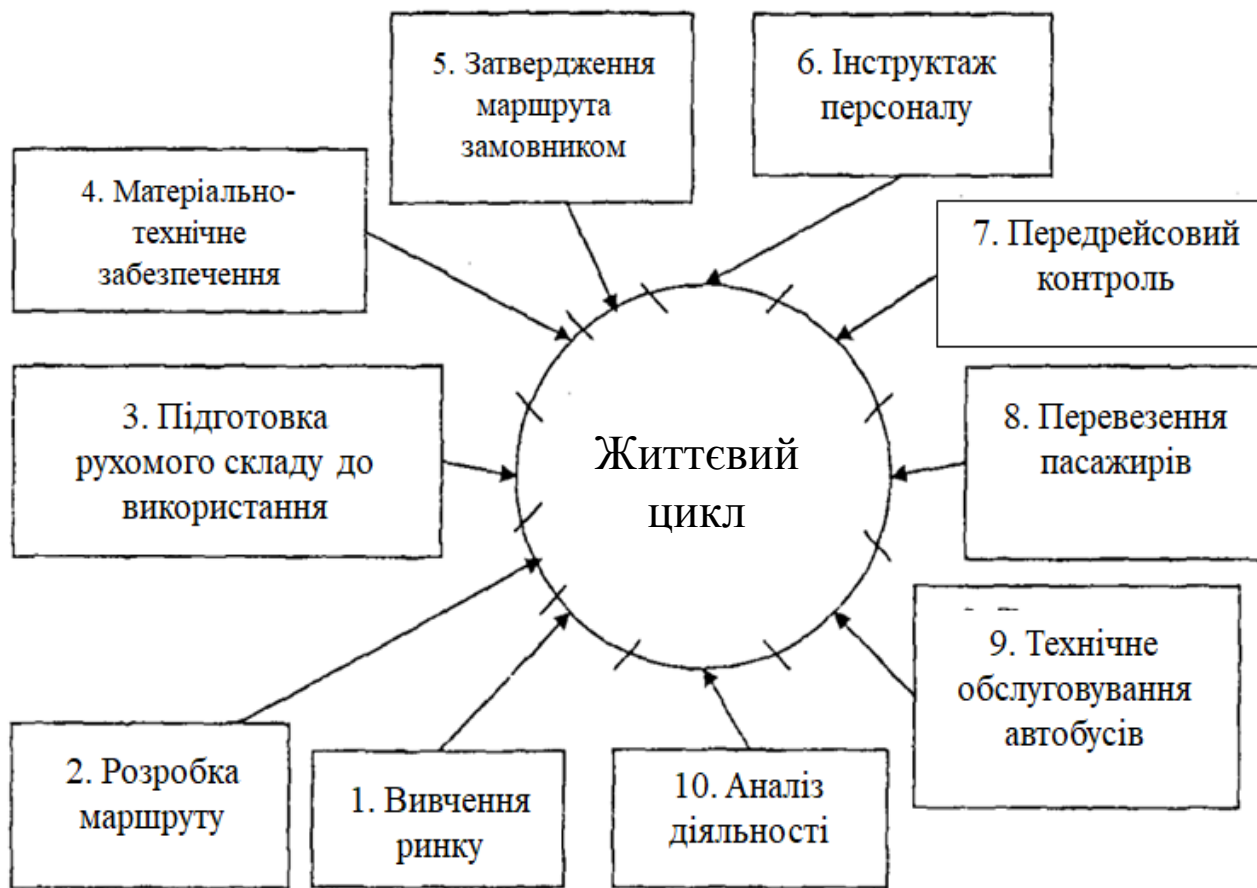 5. Затвердження
маршрута
замовником
6. Інструктаж
персоналу
4. Матеріально-
технічне
забезпечення
7. Передрейсовий
контроль
3. Підготовка
рухомого складу до
використання
Життєвий
цикл
8. Перевезення
пасажирів
9. Технічне
обслуговування
автобусів
2. Розробка
маршруту
1. Вивчення
ринку
10. Аналіз
діяльності